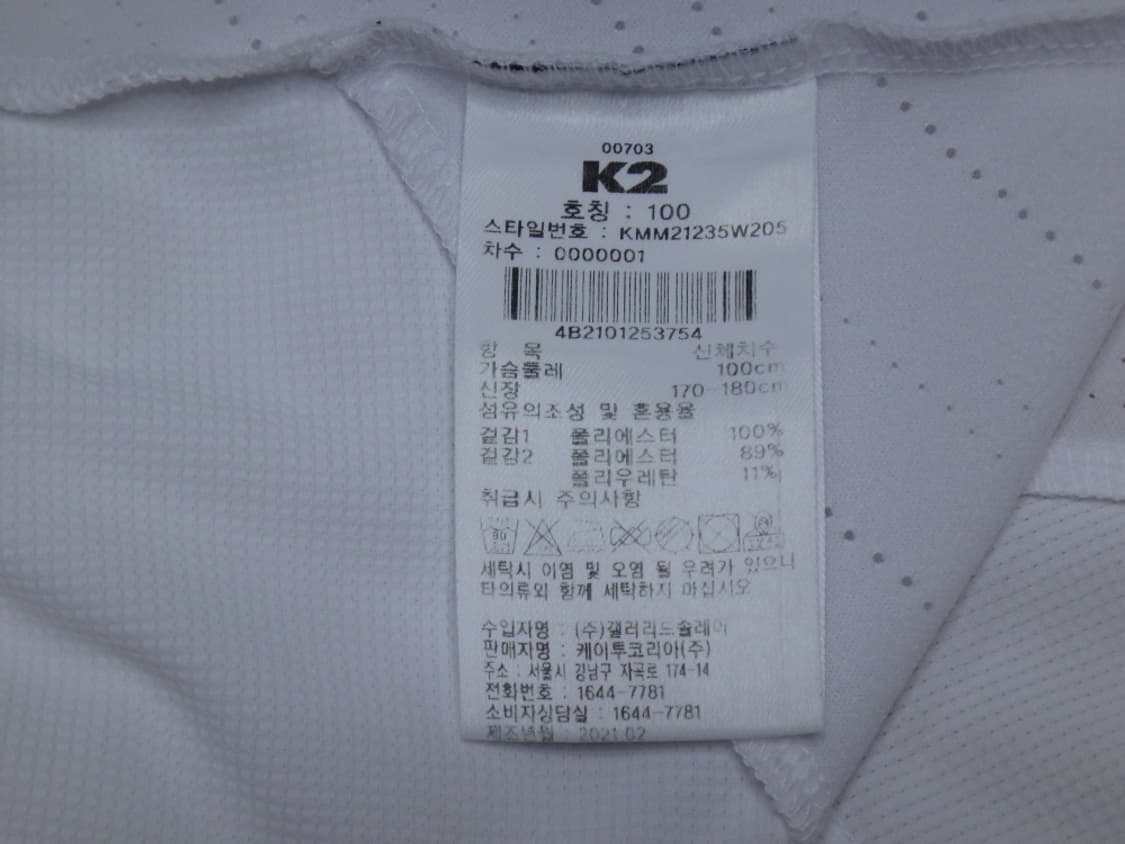 00703
K2
호칭 : 100
스타일번호 : KMM21235W205
차수 : 0000001
4B2101253754
항 목 신체치수
가슴둘레 100cm
신장 170-180cm
섬유의조성 및 혼용율
겉감1 폴리에스터 100%
겉감2 폴리에스터 89%
폴리우레탄 11%
취급시 주의사항
30
세탁시 이염 및 오염 될 우려가 있으니
타의류와 함께 세탁하지 마십시오
수입자명 : (주)갤러리드솔레이
판매자명 : 케이투코리아(주)
주소 : 서울시 강남구 자곡로 174-14
전화번호 : 1644-7781
소비자상담실 : 1644-7781
제조년월 : 2021.02